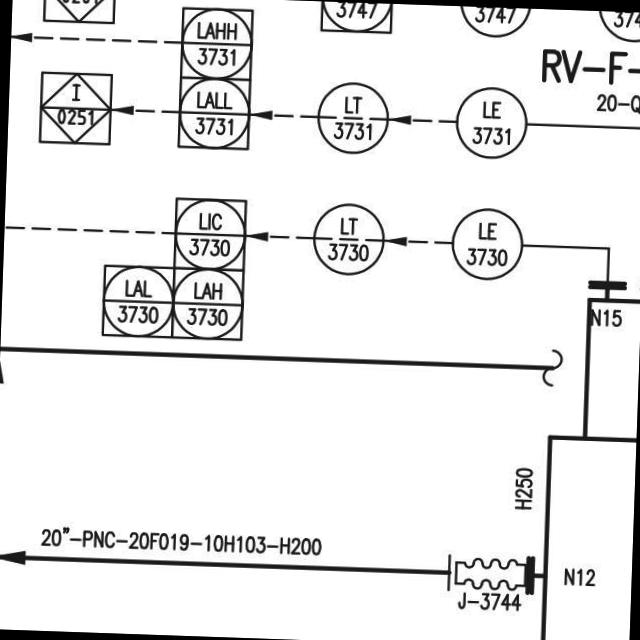 3747
3747
LAHH
3731
RV-F-
20-Q
I
0251
LALL
3731
LT
3731
LE
3731
LIC
3730
LT
3730
LE
3730
LAL
3730
LAH
3730
N15
H250
20"-PNC-20F019-10H103-H200
N12
J-3744